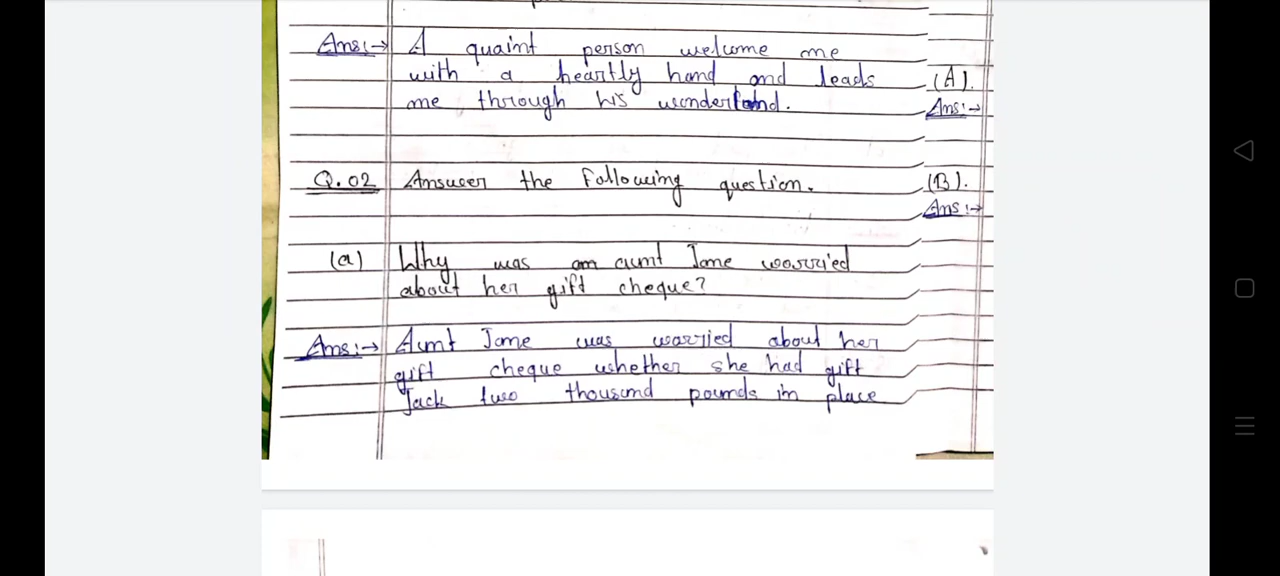 Ans:→ A quaint person welcome me
with a heartly hand and leads
me through his wonderland.
(A).
Ans:→
Q.02 Answer the following question.
(B).
Ans:→
(a) Why was an aunt Jane worried
about her gift cheque?
Ans:→ Aunt Jane was worried about her
gift cheque whether she had gift
Jack two thousand pounds in place